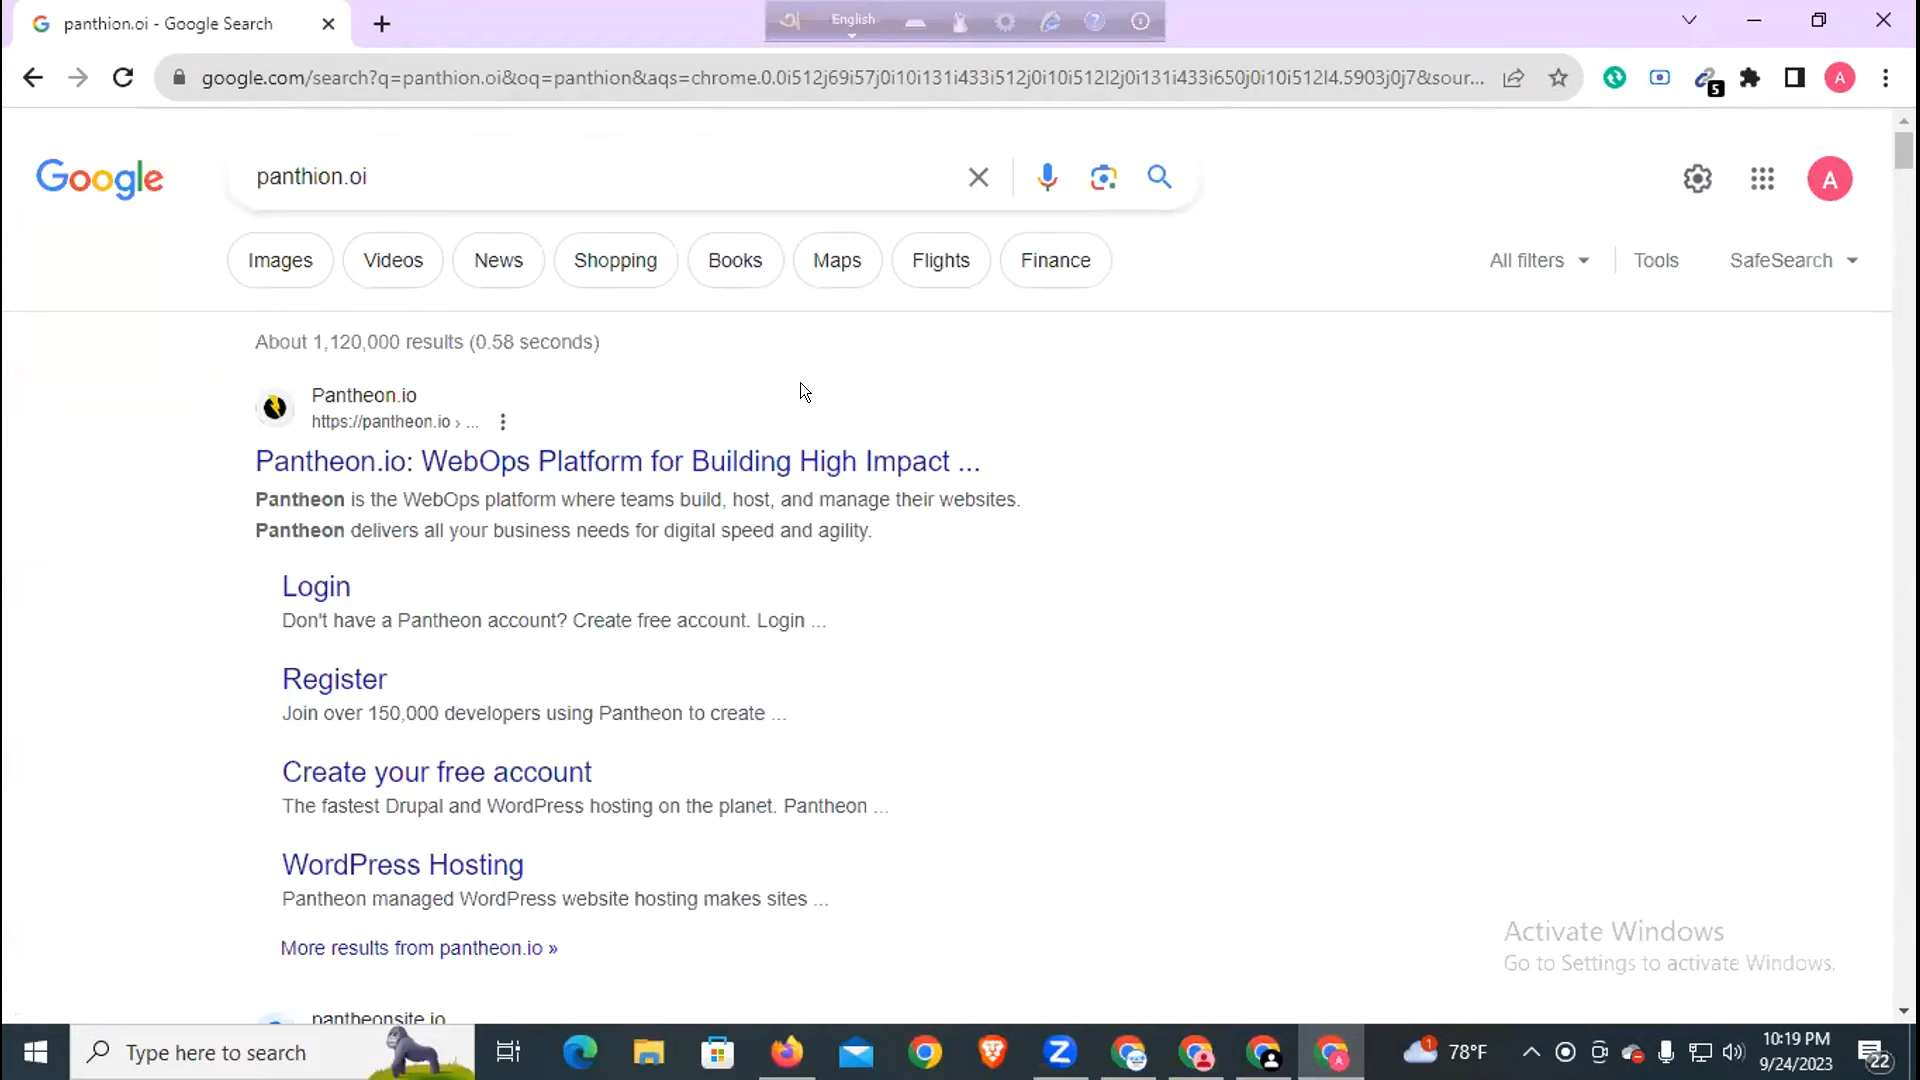 panthion.oi - Google Search
English
google.com/search?q=panthion.oi&oq=panthion&aqs=chrome.0.0i512j69i57j0i10i131i433i512j0i10i512l2j0i131i433i650j0i10i512l4.5903j0j7&sour...
5
A
Google
panthion.oi
A
Images
Videos
News
Shopping
Books
Maps
Flights
Finance
All filters
Tools
SafeSearch
About 1,120,000 results (0.58 seconds)
Pantheon.io
https://pantheon.io › ...
Pantheon.io: WebOps Platform for Building High Impact ...
Pantheon is the WebOps platform where teams build, host, and manage their websites.
Pantheon delivers all your business needs for digital speed and agility.
Login
Don't have a Pantheon account? Create free account. Login ...
Register
Join over 150,000 developers using Pantheon to create ...
Create your free account
The fastest Drupal and WordPress hosting on the planet. Pantheon ...
WordPress Hosting
Pantheon managed WordPress website hosting makes sites ...
More results from pantheon.io »
Activate Windows
Go to Settings to activate Windows.
pantheonsite.io
Type here to search
78°F
10:19 PM
9/24/2023
22